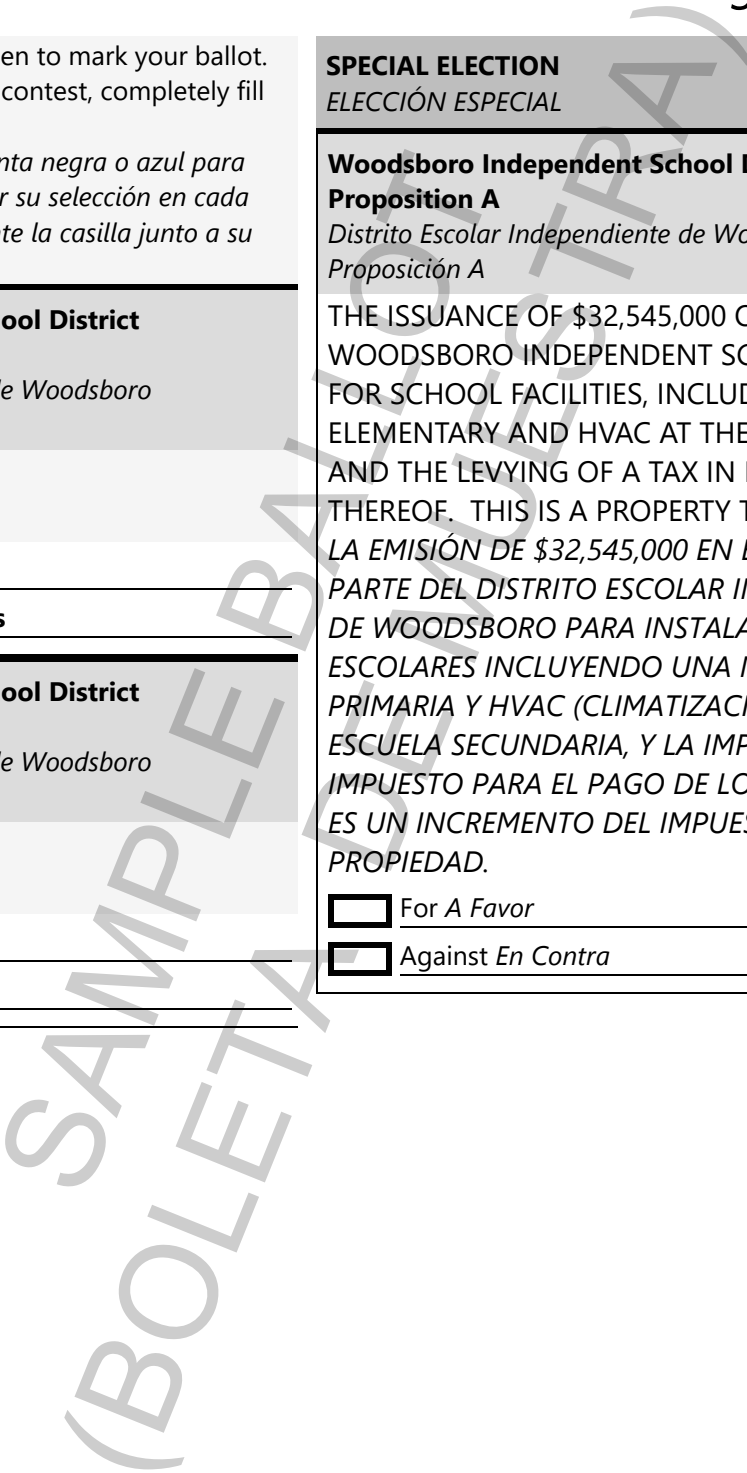 en to mark your ballot.
contest, completely fill
nta negra o azul para
r su selección en cada
te la casilla junto a su
ool District
e Woodsboro
s
ool District
e Woodsboro
SPECIAL ELECTION
ELECCIÓN ESPECIAL
Woodsboro Independent School
Proposition A
Distrito Escolar Independiente de Wo
Proposición A
THE ISSUANCE OF $32,545,000
WOODSBORO INDEPENDENT SC
FOR SCHOOL FACILITIES, INCLUD
ELEMENTARY AND HVAC AT THE
AND THE LEVYING OF A TAX IN
THEREOF. THIS IS A PROPERTY T
LA EMISIÓN DE $32,545,000 EN
PARTE DEL DISTRITO ESCOLAR
DE WOODSBORO PARA INSTALA
ESCOLARES INCLUYENDO UNA
PRIMARIA Y HVAC (CLIMATIZACI
ESCUELA SECUNDARIA, Y LA IMP
IMPUESTO PARA EL PAGO DE LO
ES UN INCREMENTO DEL IMPUES
PROPIEDAD.
For A Favor
Against En Contra
SAMPLE BALLOT
(BOLETA DE MUESTRA)